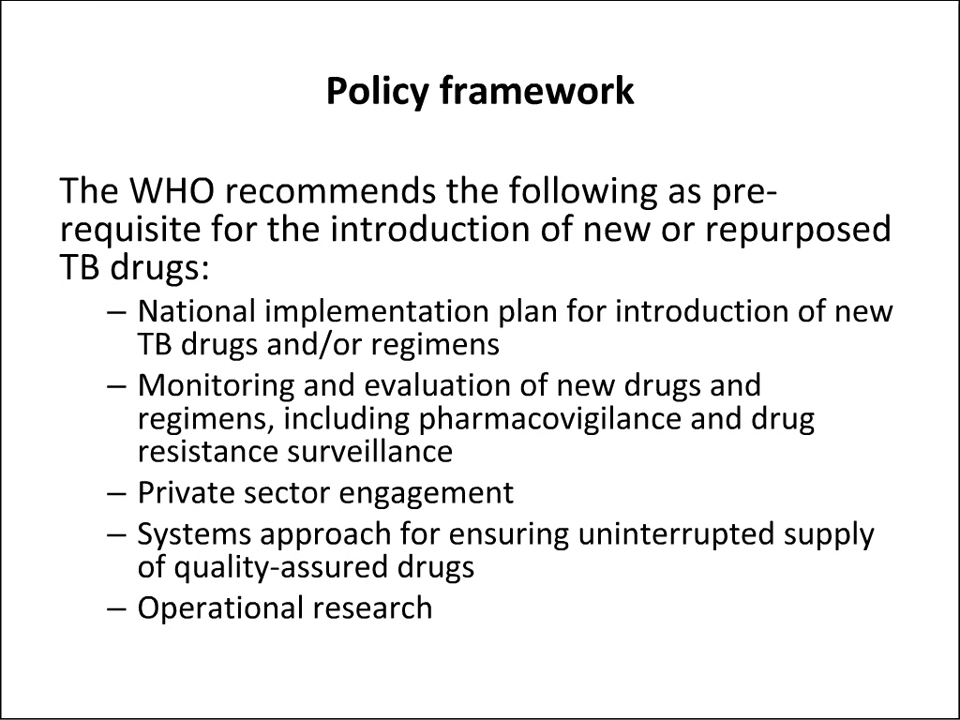 Policy framework
The WHO recommends the following as pre-
requisite for the introduction of new or repurposed
TB drugs:
– National implementation plan for introduction of new
TB drugs and/or regimens
– Monitoring and evaluation of new drugs and
regimens, including pharmacovigilance and drug
resistance surveillance
– Private sector engagement
– Systems approach for ensuring uninterrupted supply
of quality-assured drugs
– Operational research